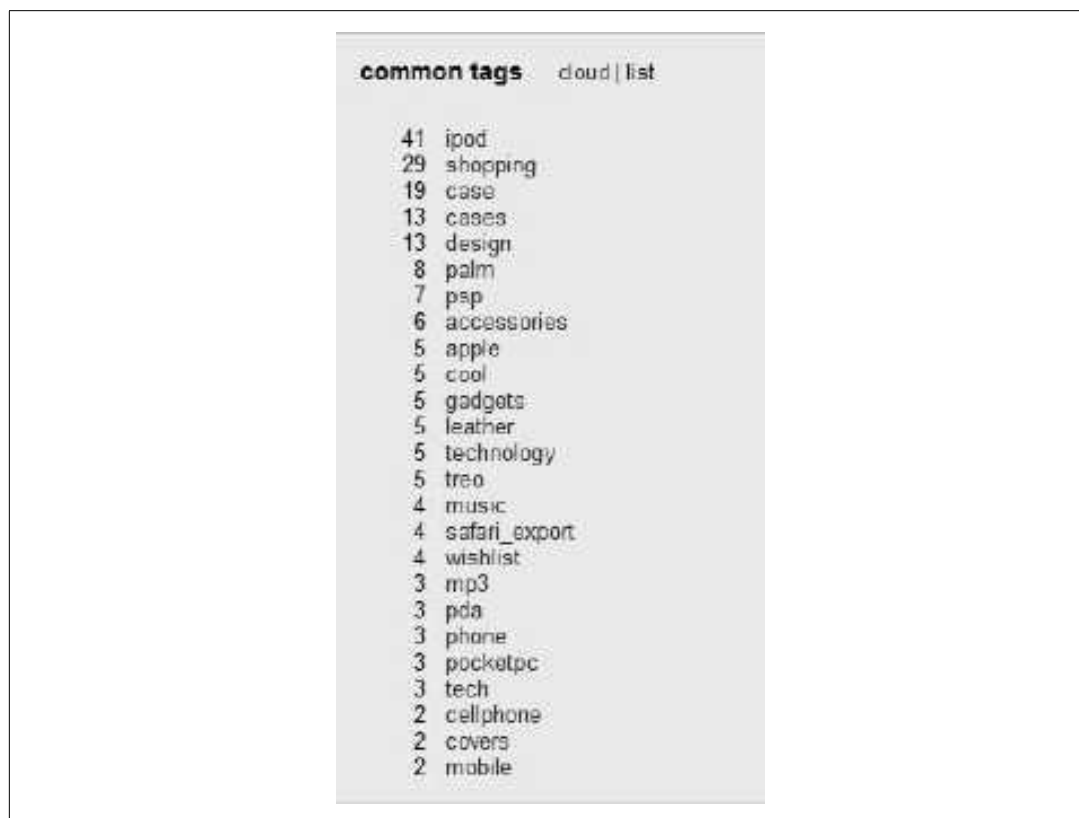 common tags cloud | list
41 ipod
29 shopping
19 case
13 cases
13 design
8 palm
7 psp
6 accessories
5 apple
5 cool
5 gadgets
5 leather
5 technology
5 treo
4 music
4 safari_export
4 wishlist
3 mp3
3 pda
3 phone
3 pocketpc
3 tech
2 cellphone
2 covers
2 mobile